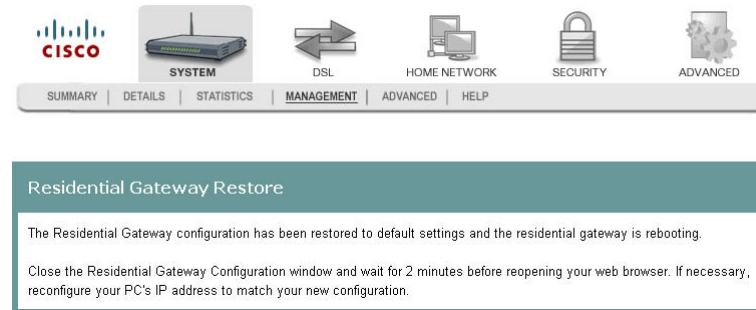 CISCO
SYSTEM DSL HOME NETWORK SECURITY ADVANCED
SUMMARY | DETAILS | STATISTICS | MANAGEMENT | ADVANCED | HELP
Residential Gateway Restore
The Residential Gateway configuration has been restored to default settings and the residential gateway is rebooting.
Close the Residential Gateway Configuration window and wait for 2 minutes before reopening your web browser. If necessary,
reconfigure your PC's IP address to match your new configuration.